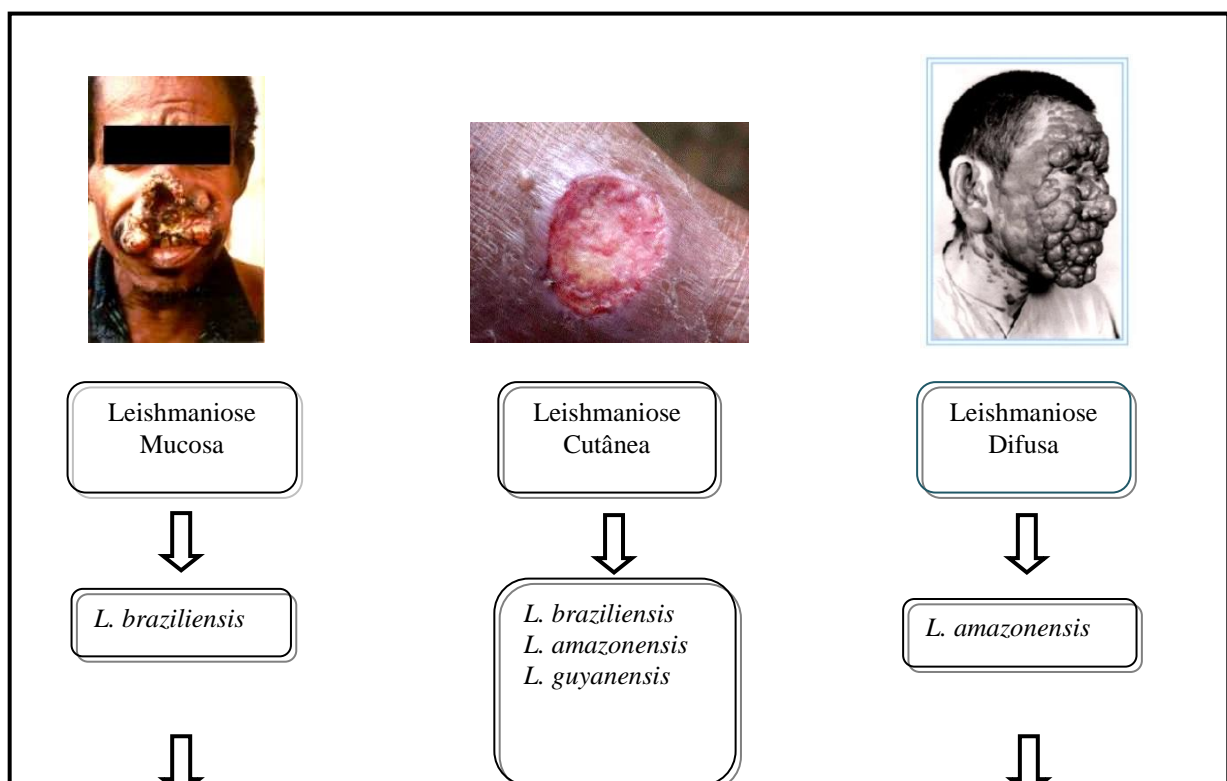 Leishmaniose
Mucosa
Leishmaniose
Cutânea
Leishmaniose
Difusa
L. braziliensis
L. braziliensis
L. amazonensis
L. guyanensis
L. amazonensis